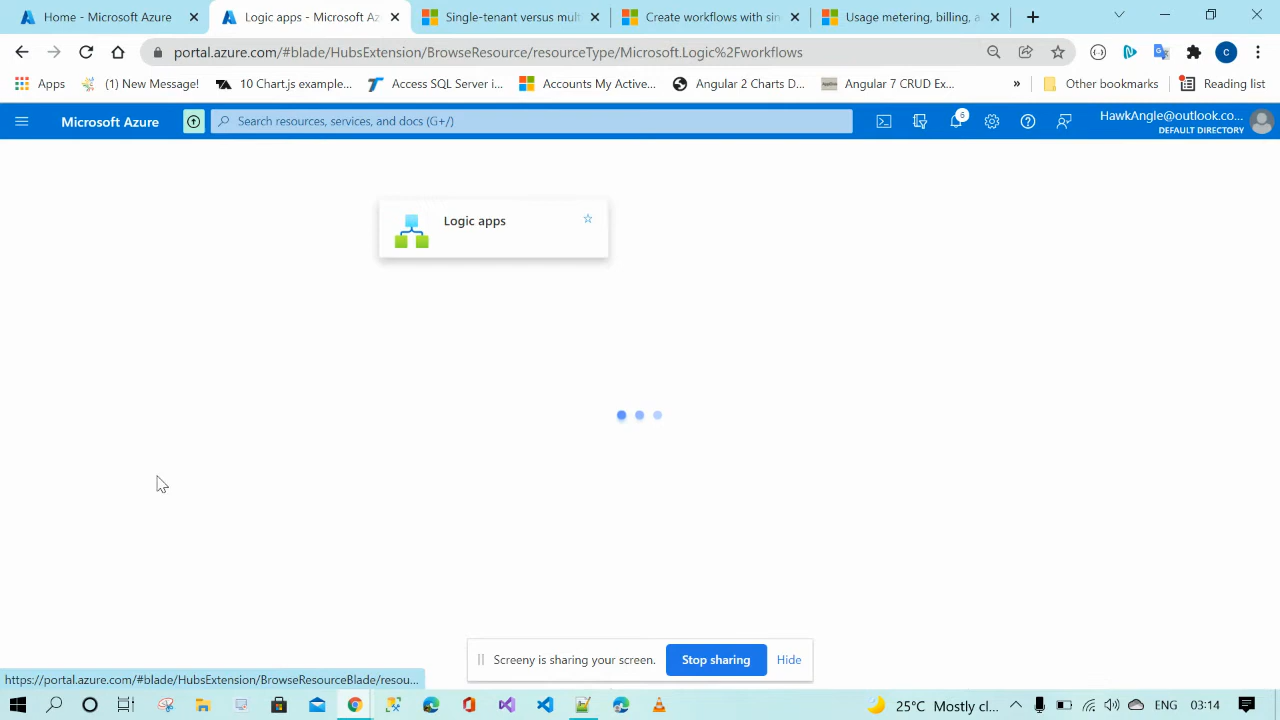 Home - Microsoft Azure
Logic apps - Microsoft Az
Single-tenant versus mult
Create workflows with sin
Usage metering, billing, a
portal.azure.com/#blade/HubsExtension/BrowseResource/resourceType/Microsoft.Logic%2Fworkflows
C
Apps
(1) New Message!
10 Chart.js example...
Access SQL Server i...
Accounts My Active...
Angular 2 Charts D...
Angular 7 CRUD Ex...
»
Other bookmarks
Reading list
Microsoft Azure
Search resources, services, and docs (G+/)
6
HawkAngle@outlook.co...
DEFAULT DIRECTORY
Logic apps
Screeny is sharing your screen.
Stop sharing
Hide
https://portal.azure.com/#blade/HubsExtension/BrowseResourceBlade/resou...
25°C Mostly cl...
ENG
03:14